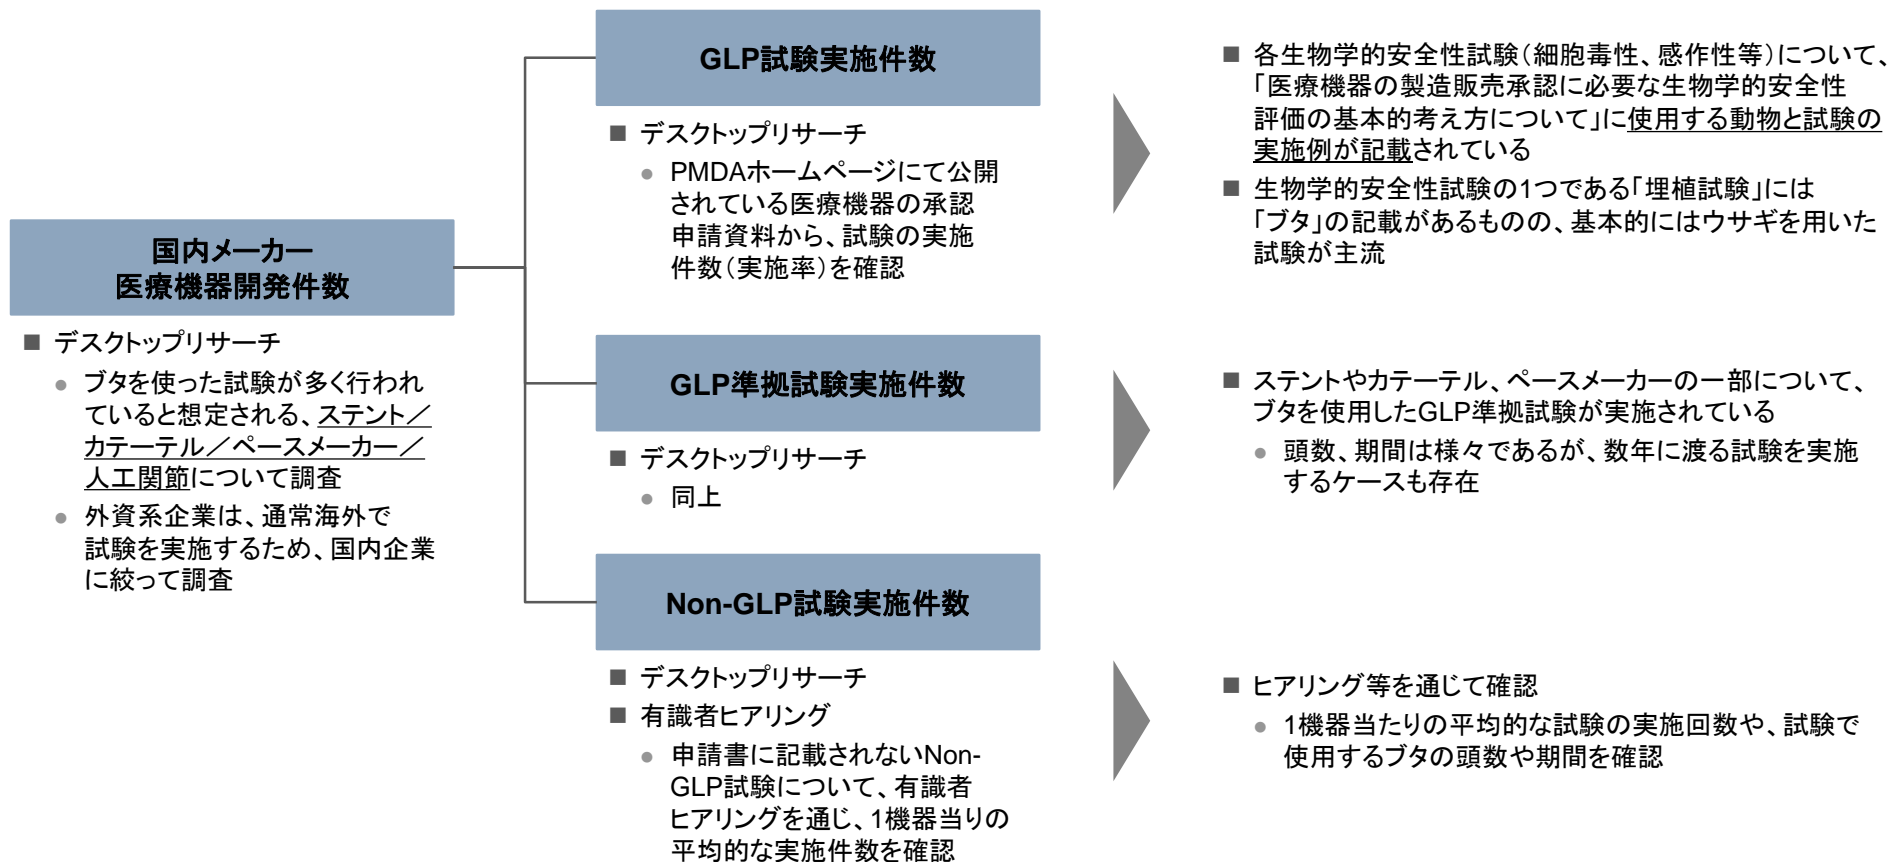 国内メーカー
医療機器開発件数
■ デスクトップリサーチ
● ブタを使った試験が多く行われ
ていると想定される、ステント／
カテーテル／ペースメーカー／
人工関節について調査
● 外資系企業は、通常海外で
試験を実施するため、国内企業
に絞って調査
GLP試験実施件数
■ デスクトップリサーチ
● PMDAホームページにて公開
されている医療機器の承認
申請資料から、試験の実施
件数（実施率）を確認
■ 各生物学的安全性試験（細胞毒性、感作性等）について、
「医療機器の製造販売承認に必要な生物学的安全性
評価の基本的考え方について」に使用する動物と試験の
実施例が記載されている
■ 生物学的安全性試験の1つである「埋植試験」には
「ブタ」の記載があるものの、基本的にはウサギを用いた
試験が主流
GLP準拠試験実施件数
■ デスクトップリサーチ
● 同上
■ ステントやカテーテル、ペースメーカーの一部について、
ブタを使用したGLP準拠試験が実施されている
● 頭数、期間は様々であるが、数年に渡る試験を実施
するケースも存在
Non-GLP試験実施件数
■ デスクトップリサーチ
■ 有識者ヒアリング
● 申請書に記載されないNon-
GLP試験について、有識者
ヒアリングを通じ、1機器当りの
平均的な実施件数を確認
■ ヒアリング等を通じて確認
● 1機器当たりの平均的な試験の実施回数や、試験で
使用するブタの頭数や期間を確認